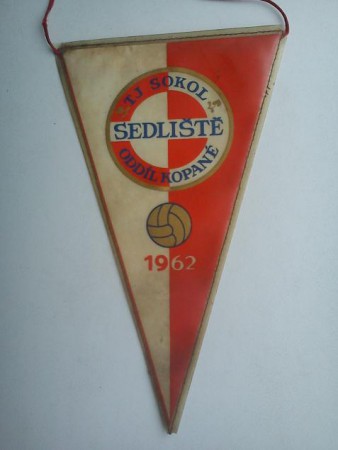 TJ SOKOL
SEDLIŠTĚ
ODDÍL KOPANÉ
1962